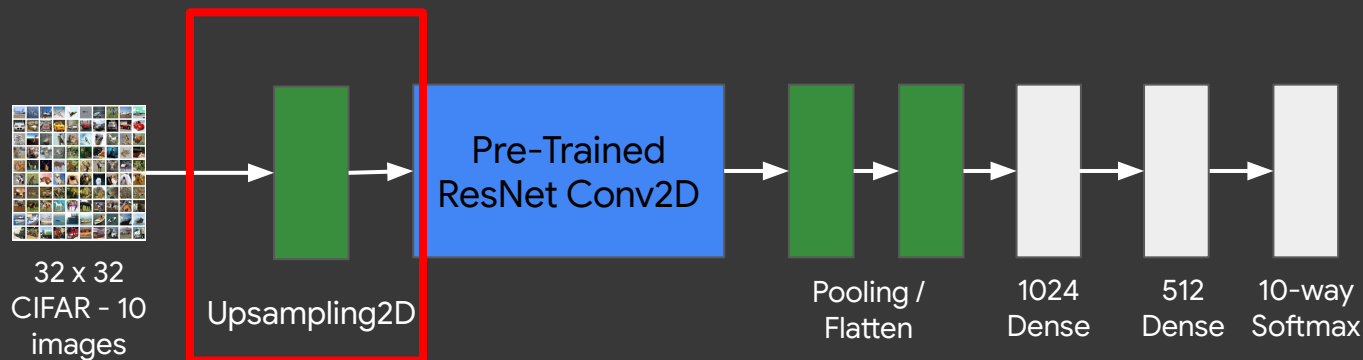 32 x 32
CIFAR - 10
images
Upsampling2D
Pre-Trained
ResNet Conv2D
Pooling /
Flatten
1024
Dense
512
Dense
10-way
Softmax